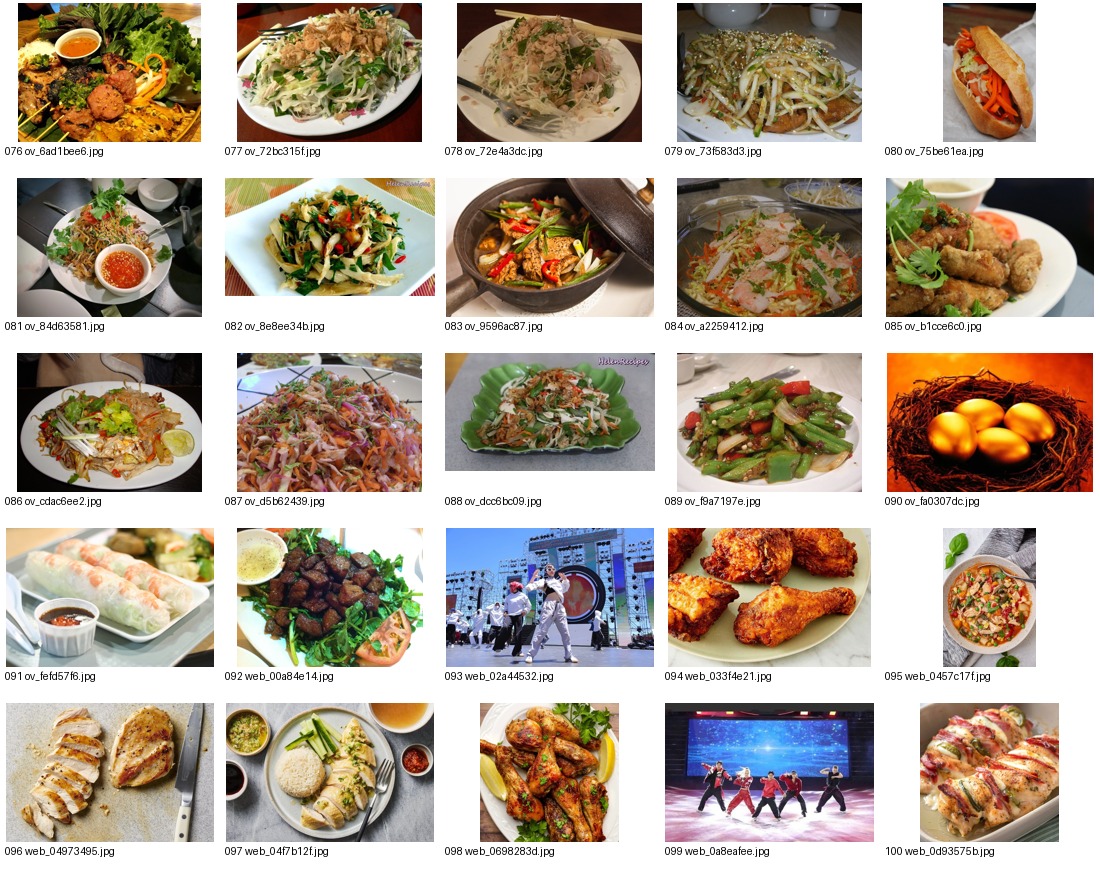 076 ov_6ad1bee6.jpg
077 ov_72bc315f.jpg
078 ov_72e4a3dc.jpg
079 ov_73f583d3.jpg
080 ov_75be61ea.jpg
HelenRecipes
081 ov_84d63581.jpg
082 ov_8e8ee34b.jpg
083 ov_9596ac87.jpg
084 ov_a2259412.jpg
085 ov_b1cce6c0.jpg
HelenRecipes
086 ov_cdac6ee2.jpg
087 ov_d5b62439.jpg
088 ov_dcc6bc09.jpg
089 ov_f9a7197e.jpg
090 ov_fa0307dc.jpg
091 ov_fefd57f6.jpg
092 web_00a84e14.jpg
093 web_02a44532.jpg
094 web_033f4e21.jpg
095 web_0457c17f.jpg
096 web_04973495.jpg
097 web_04f7b12f.jpg
098 web_0698283d.jpg
099 web_0a8eafee.jpg
100 web_0d93575b.jpg